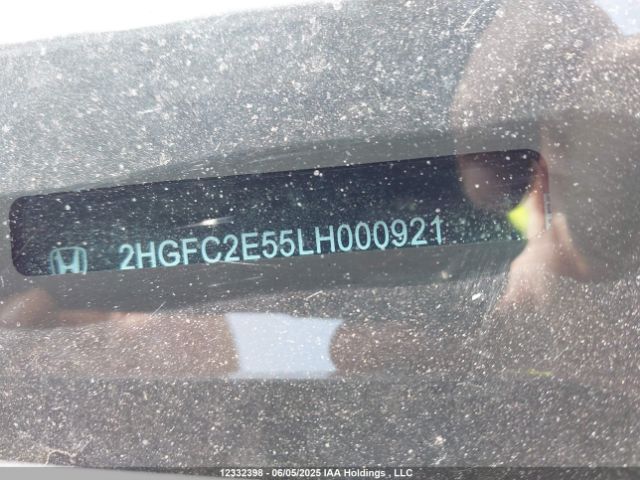 2HGFC2E55LH000921
12332398 - 06/05/2025 IAA Holdings , LLC